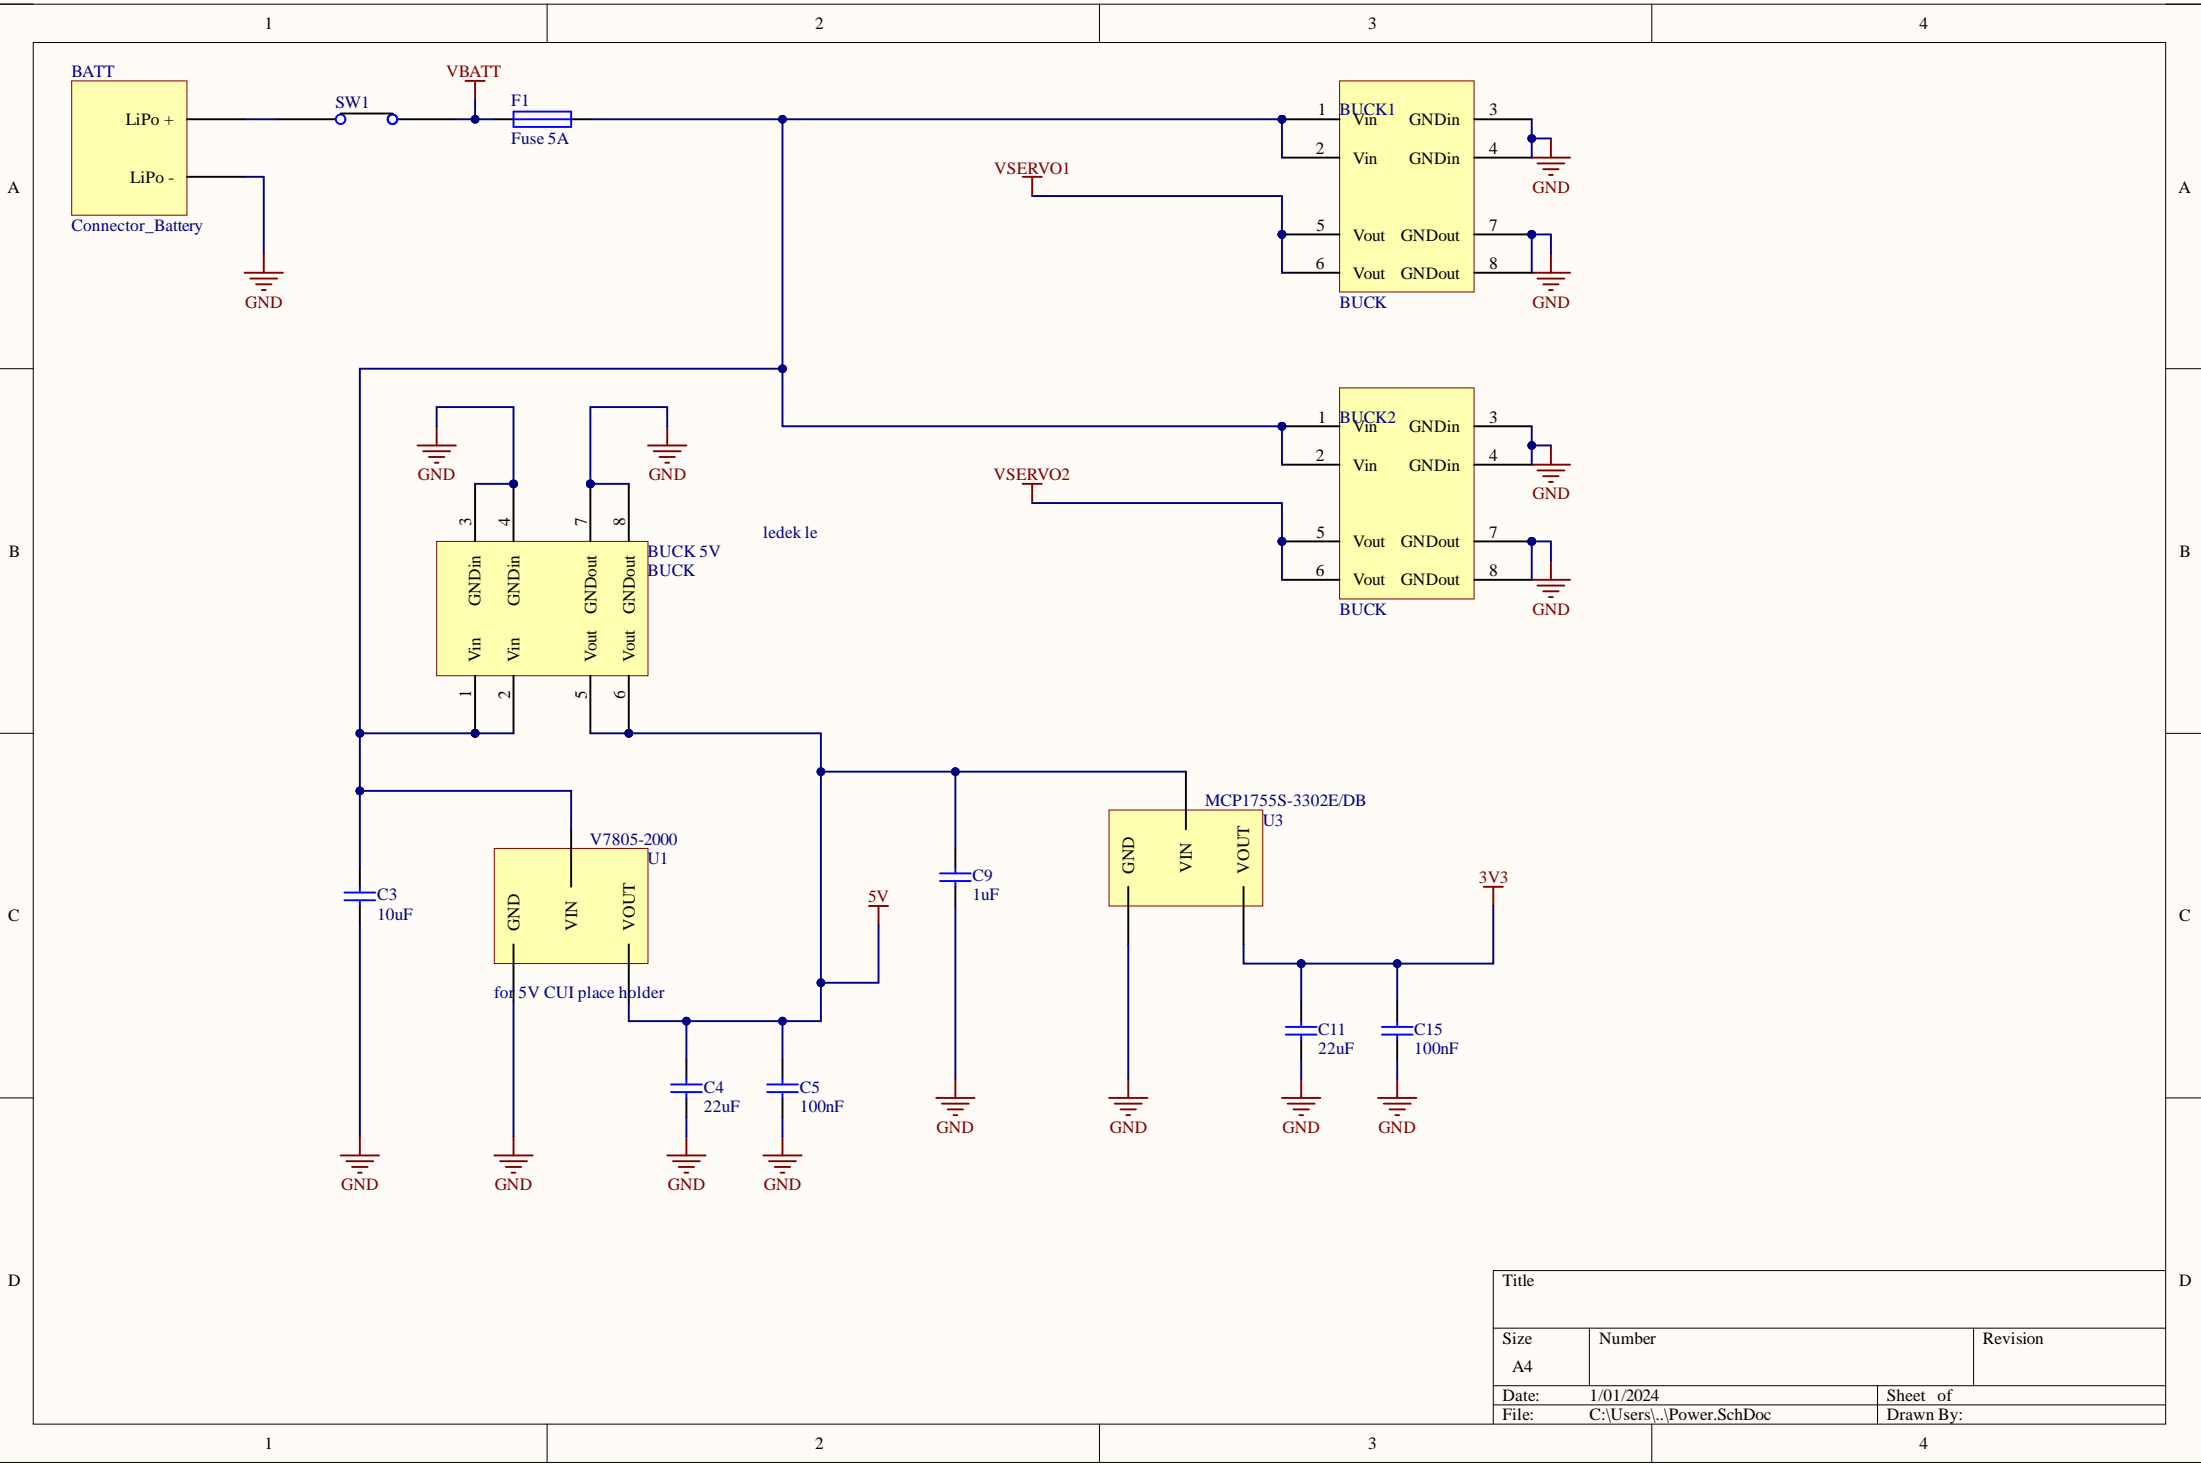 1 2 3 4
A A
B B
C C
D D
1 2 3 4
BATT
LiPo +
LiPo -
Connector_Battery
GND
SW1
VBATT
F1
Fuse 5A
VSERVO1
BUCK1
1 Vin GNDin 3
2 Vin GNDin 4
5 Vout GNDout 7
6 Vout GNDout 8
BUCK
GND
GND
VSERVO2
BUCK2
1 Vin GNDin 3
2 Vin GNDin 4
5 Vout GNDout 7
6 Vout GNDout 8
BUCK
GND
GND
GND
GND
3 4 7 8
GNDin GNDin GNDout GNDout
Vin Vin Vout Vout
1 2 5 6
BUCK 5V
BUCK
ledek le
V7805-2000
U1
GND VIN VOUT
for 5V CUI place holder
C3
10uF
GND
GND
C4
22uF
GND
C5
100nF
GND
5V
C9
1uF
GND
MCP1755S-3302E/DB
U3
GND VIN VOUT
GND
3V3
C11
22uF
GND
C15
100nF
GND
Title
Size Number Revision
A4
Date: 1/01/2024 Sheet of
File: C:\Users\..\Power.SchDoc Drawn By: